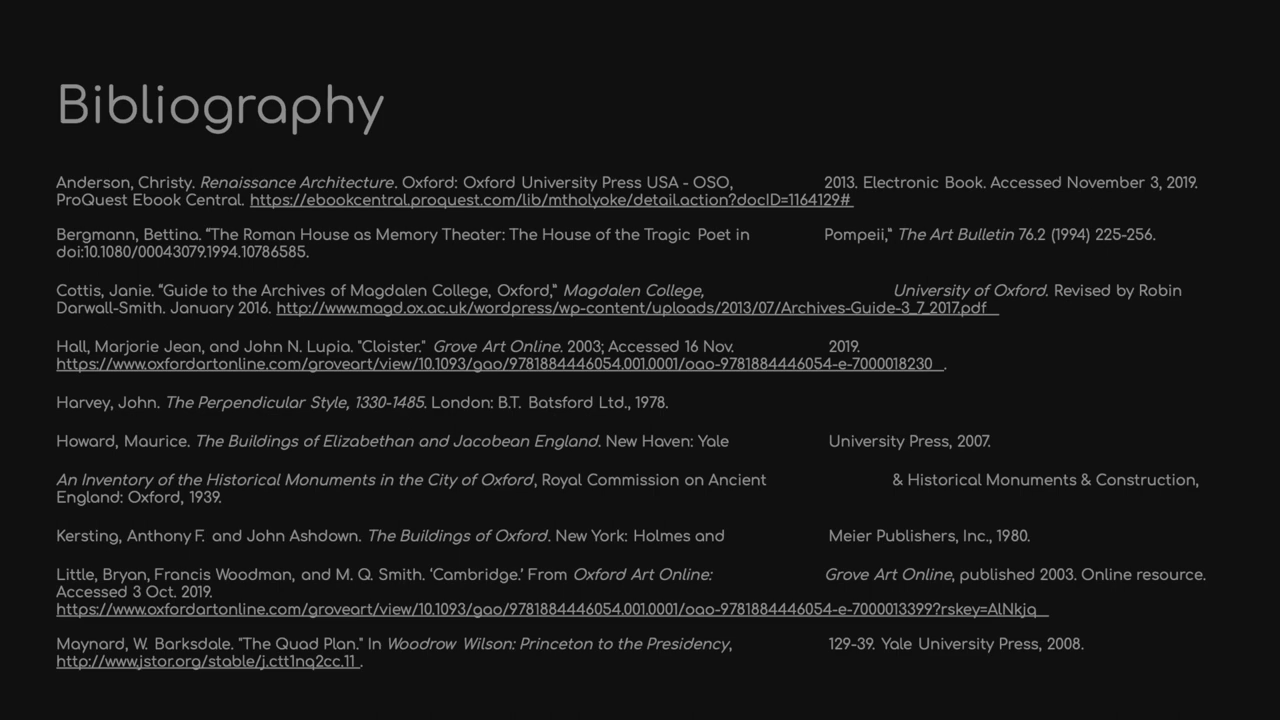 Bibliography
Anderson, Christy. Renaissance Architecture. Oxford: Oxford University Press USA - OSO, 2013. Electronic Book. Accessed November 3, 2019.
ProQuest Ebook Central. https://ebookcentral.proquest.com/lib/mtholyoke/detail.action?docID=1164129#
Bergmann, Bettina. “The Roman House as Memory Theater: The House of the Tragic Poet in Pompeii,” The Art Bulletin 76.2 (1994) 225-256.
doi:10.1080/00043079.1994.10786585.
Cottis, Janie. “Guide to the Archives of Magdalen College, Oxford,” Magdalen College, University of Oxford. Revised by Robin
Darwall-Smith. January 2016. http://www.magd.ox.ac.uk/wordpress/wp-content/uploads/2013/07/Archives-Guide-3_7_2017.pdf
Hall, Marjorie Jean, and John N. Lupia. "Cloister." Grove Art Online. 2003; Accessed 16 Nov. 2019.
https://www.oxfordartonline.com/groveart/view/10.1093/gao/9781884446054.001.0001/oao-9781884446054-e-7000018230 .
Harvey, John. The Perpendicular Style, 1330-1485. London: B.T. Batsford Ltd., 1978.
Howard, Maurice. The Buildings of Elizabethan and Jacobean England. New Haven: Yale University Press, 2007.
An Inventory of the Historical Monuments in the City of Oxford, Royal Commission on Ancient & Historical Monuments & Construction,
England: Oxford, 1939.
Kersting, Anthony F. and John Ashdown. The Buildings of Oxford. New York: Holmes and Meier Publishers, Inc., 1980.
Little, Bryan, Francis Woodman, and M. Q. Smith. ‘Cambridge.’ From Oxford Art Online: Grove Art Online, published 2003. Online resource.
Accessed 3 Oct. 2019.
https://www.oxfordartonline.com/groveart/view/10.1093/gao/9781884446054.001.0001/oao-9781884446054-e-7000013399?rskey=AlNkjq
Maynard, W. Barksdale. "The Quad Plan." In Woodrow Wilson: Princeton to the Presidency, 129-39. Yale University Press, 2008.
http://www.jstor.org/stable/j.ctt1nq2cc.11 .